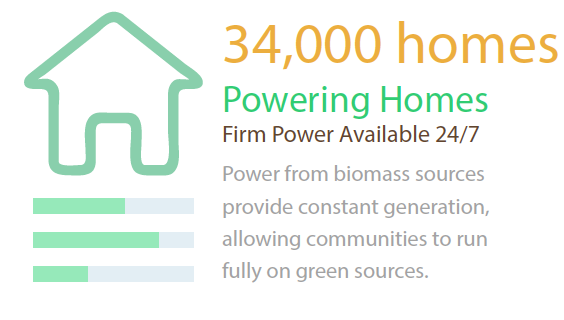 34,000 homes
Powering Homes
Firm Power Available 24/7
Power from biomass sources
provide constant generation,
allowing communities to run
fully on green sources.